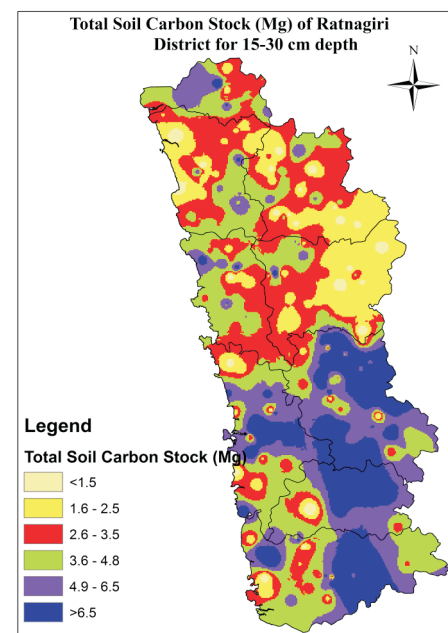 Total Soil Carbon Stock (Mg) of Ratnagiri
District for 15-30 cm depth
N
Legend
Total Soil Carbon Stock (Mg)
<1.5
1.6 - 2.5
2.6 - 3.5
3.6 - 4.8
4.9 - 6.5
>6.5